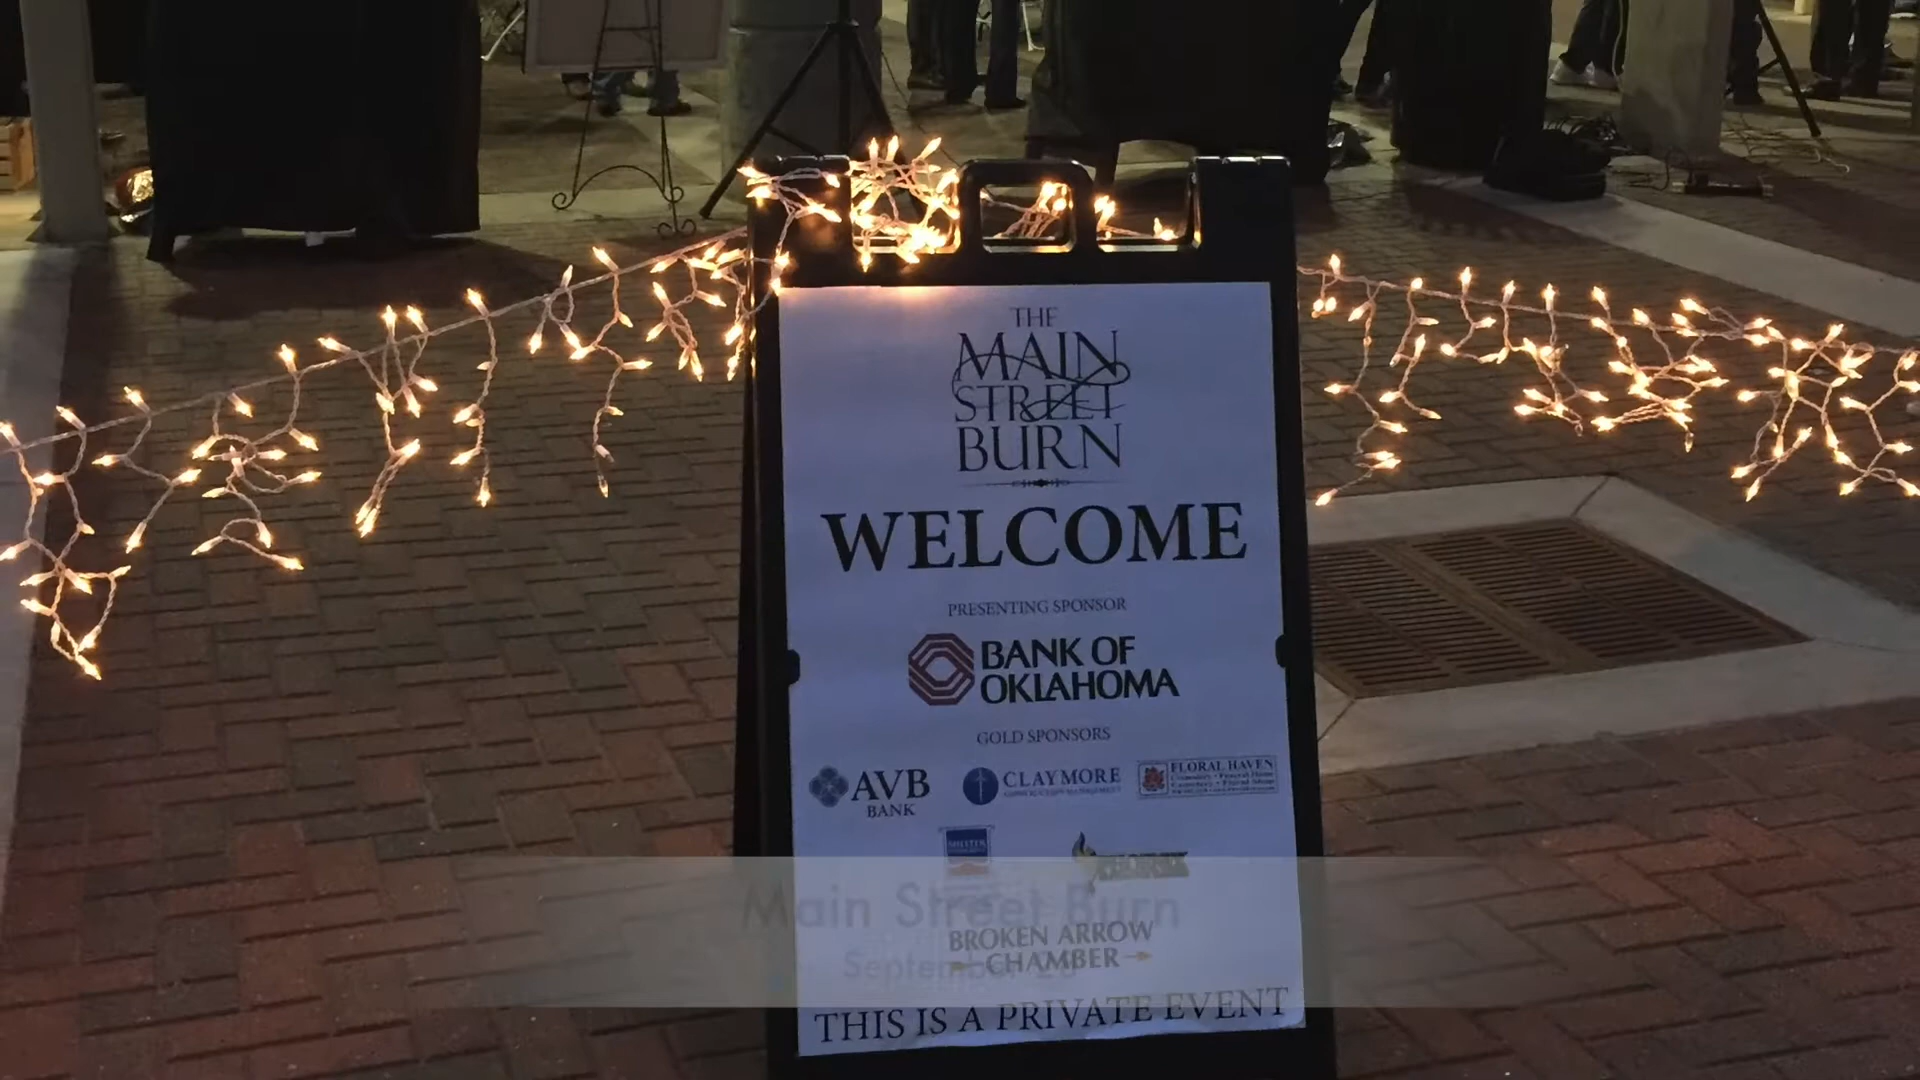 THE
MAIN
STREET
BURN
WELCOME
PRESENTING SPONSOR
BANK OF
OKLAHOMA
GOLD SPONSORS
AVB
BANK
CLAYMORE
FLORAL HAVEN
Main Street Burn
September
BROKEN ARROW
CHAMBER
THIS IS A PRIVATE EVENT